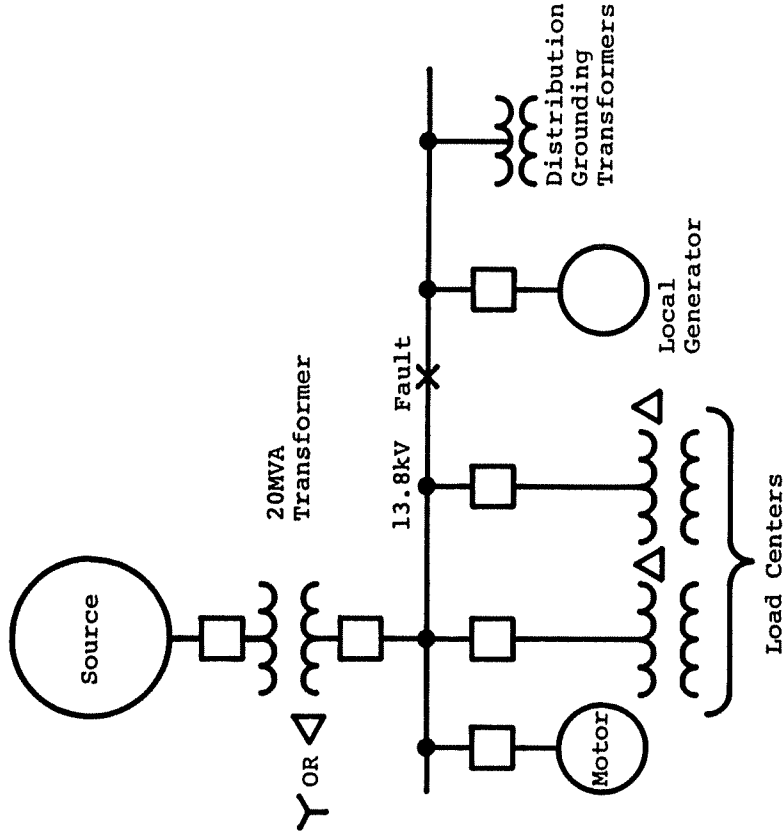 Source
20MVA
Transformer
Y OR Δ
13.8kV Fault
Distribution
Grounding
Transformers
Local
Generator
Motor
Δ
Δ
Load Centers